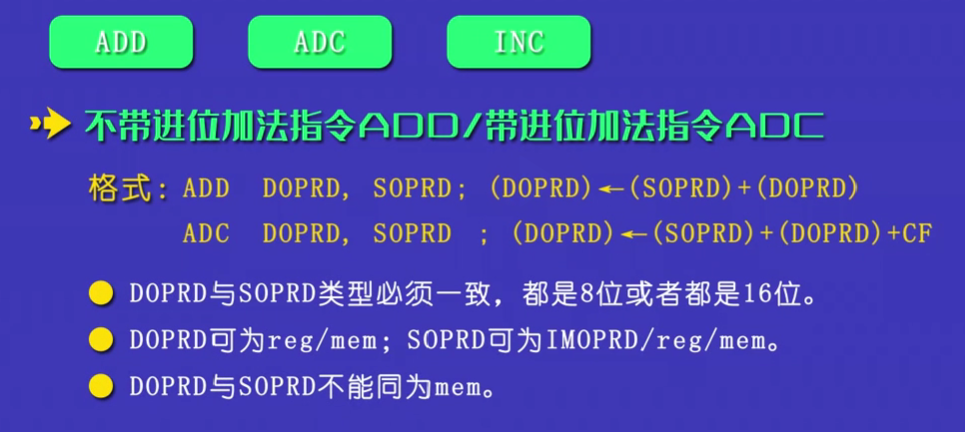 ADD ADC INC
不带进位加法指令ADD/带进位加法指令ADC
格式：ADD DOPRD, SOPRD; (DOPRD)←(SOPRD)+(DOPRD)
ADC DOPRD, SOPRD ; (DOPRD)←(SOPRD)+(DOPRD)+CF
DOPRD与SOPRD类型必须一致，都是8位或者都是16位。
DOPRD可为reg/mem；SOPRD可为IMOPRD/reg/mem。
DOPRD与SOPRD不能同为mem。